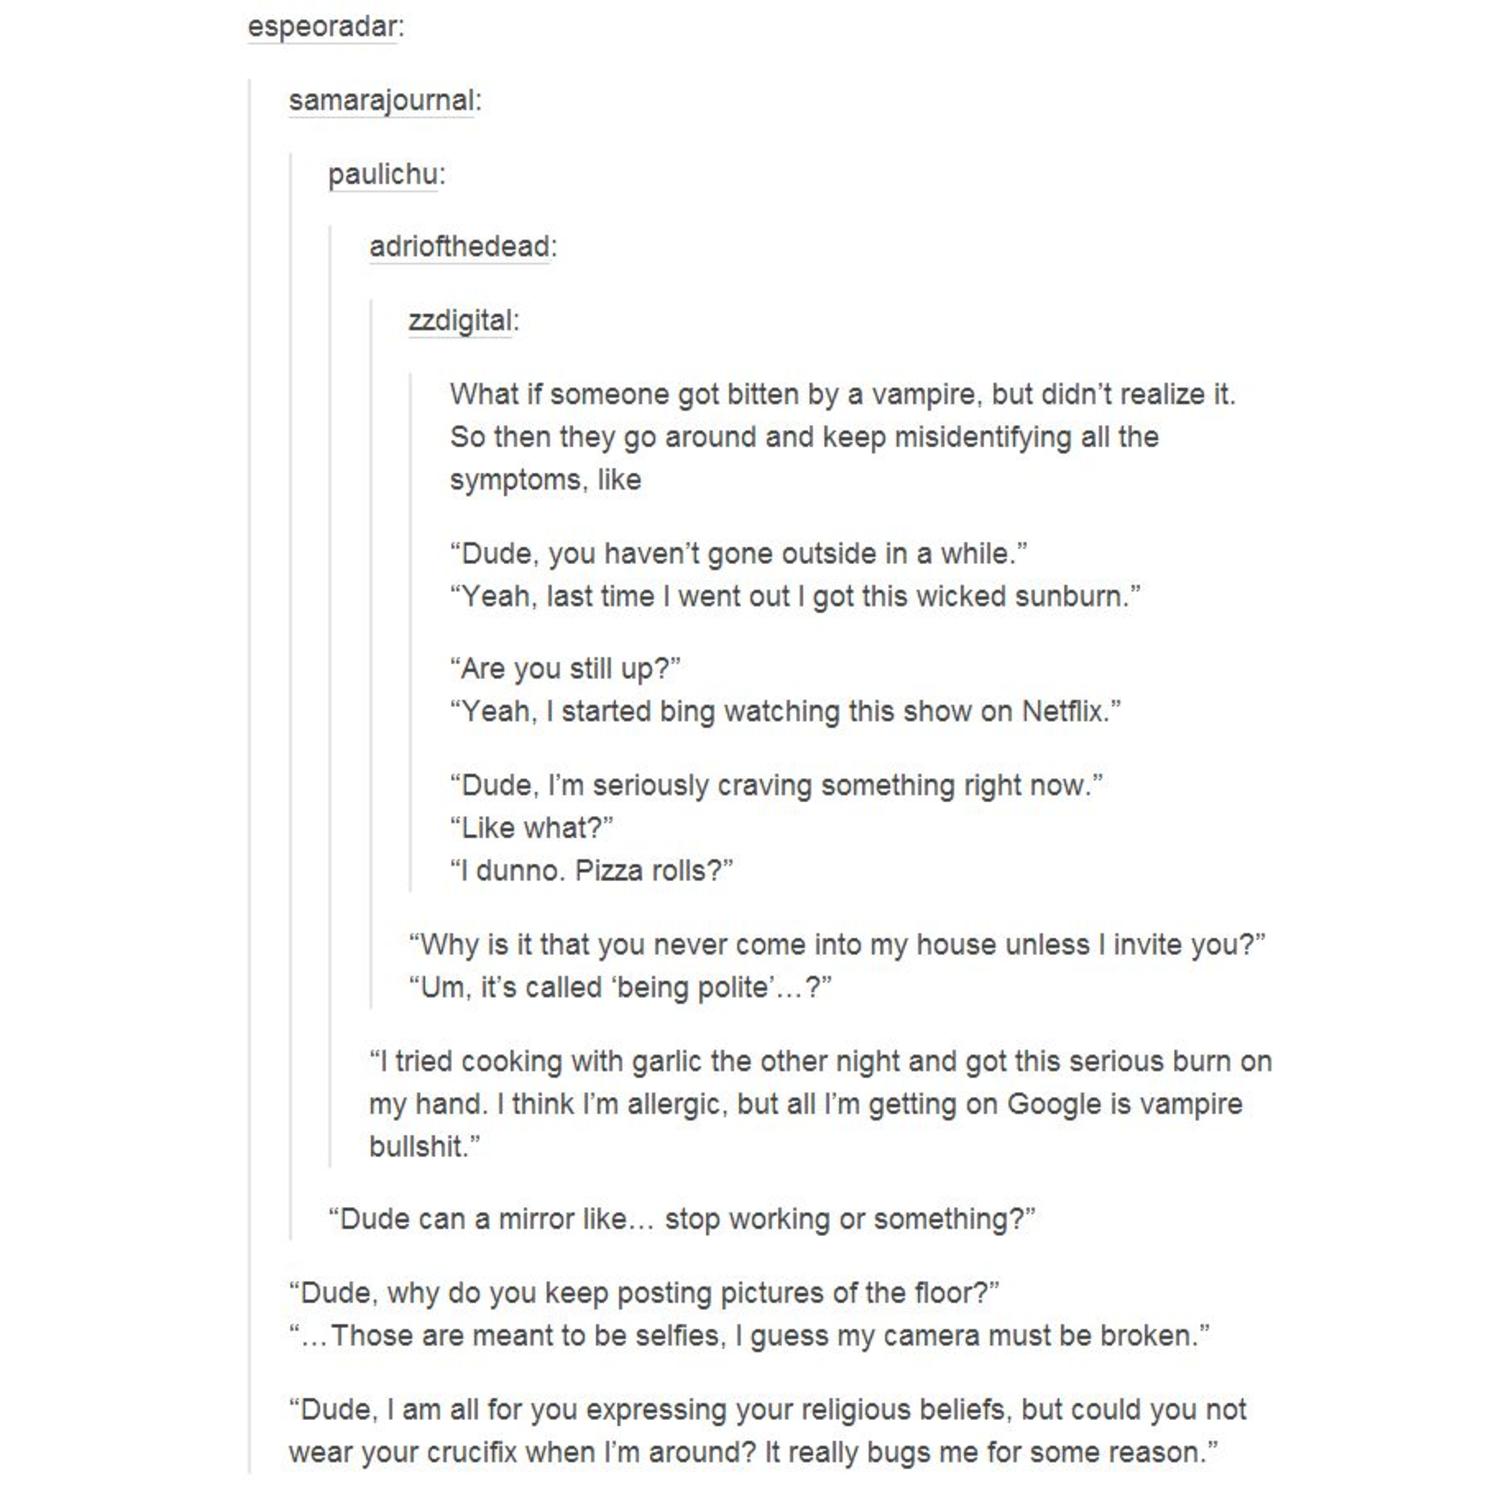 espeoradar:
samarajournal:
paulichu:
adriofthedead:
zzdigital:
What if someone got bitten by a vampire, but didn’t realize it.
So then they go around and keep misidentifying all the
symptoms, like
“Dude, you haven’t gone outside in a while.”
“Yeah, last time I went out I got this wicked sunburn.”
“Are you still up?”
“Yeah, I started bing watching this show on Netflix.”
“Dude, I’m seriously craving something right now.”
“Like what?”
“I dunno. Pizza rolls?”
“Why is it that you never come into my house unless I invite you?”
“Um, it’s called ‘being polite’…?”
“I tried cooking with garlic the other night and got this serious burn on
my hand. I think I’m allergic, but all I’m getting on Google is vampire
bullshit.”
“Dude can a mirror like… stop working or something?”
“Dude, why do you keep posting pictures of the floor?”
“…Those are meant to be selfies, I guess my camera must be broken.”
“Dude, I am all for you expressing your religious beliefs, but could you not
wear your crucifix when I’m around? It really bugs me for some reason.”